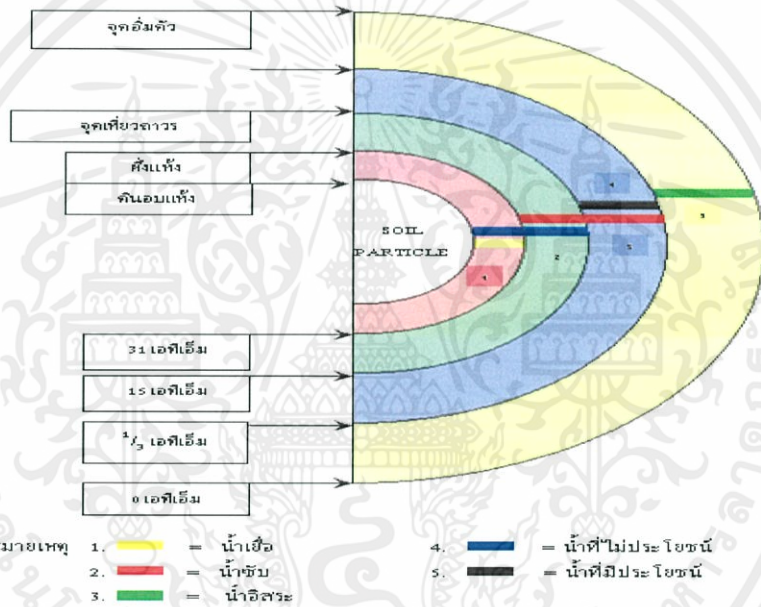 จุดอิ่มตัว
จุดเหี่ยวถาวร
ผึ่งแห้ง
ดินอบแห้ง
SOIL
PARTICLE
4
3
2
5
1
31 เอทีเอ็ม
15 เอทีเอ็ม
1/3 เอทีเอ็ม
0 เอทีเอ็ม
มายเหตุ 1. = น้ำเยื่อ 4. = น้ำที่ไม่ประโยชน์
2. = น้ำซับ 5. = น้ำที่มีประโยชน์
3. = น้ำอิสระ